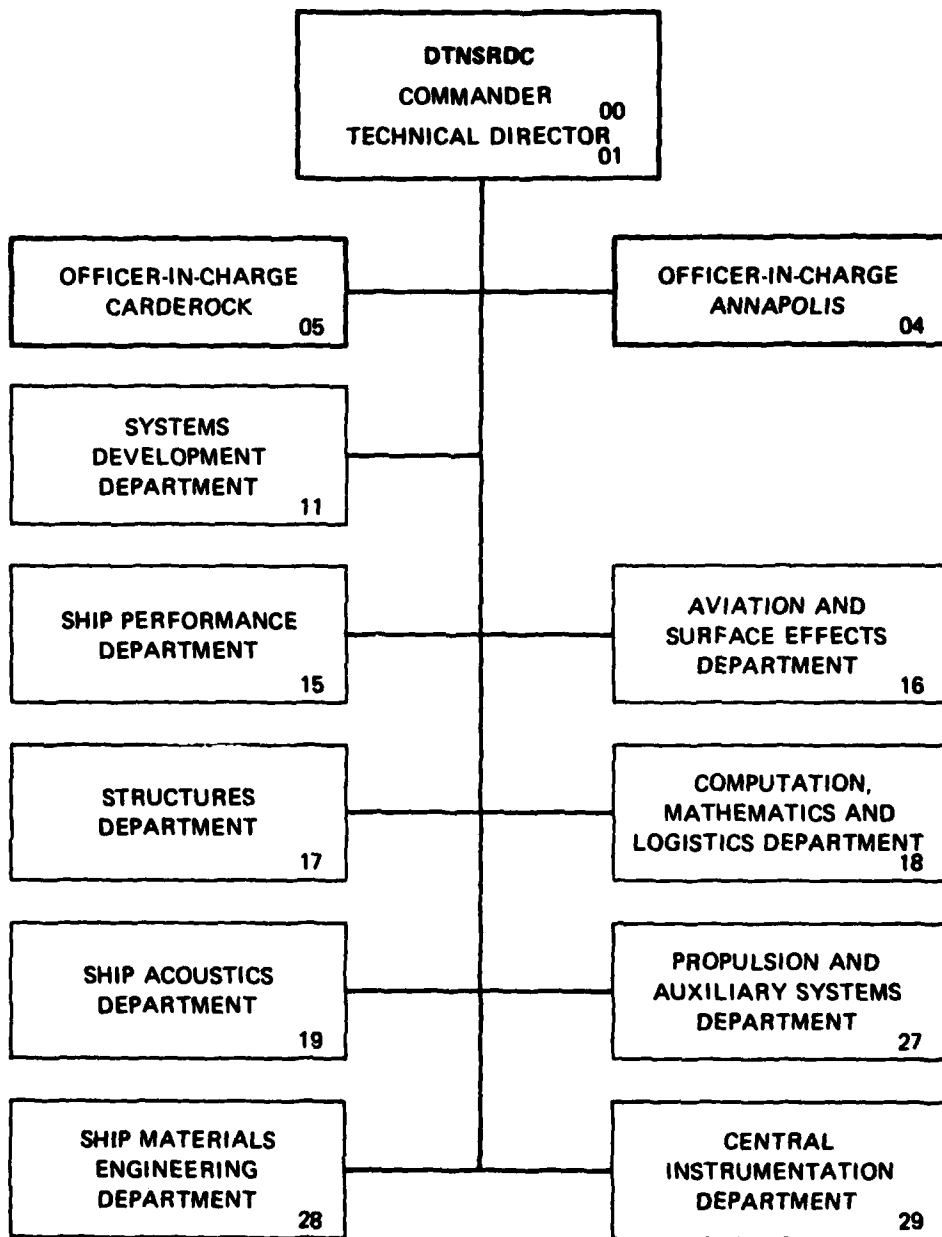 DTNSRDC
COMMANDER
00
TECHNICAL DIRECTOR
01
OFFICER-IN-CHARGE
CARDEROCK
05
OFFICER-IN-CHARGE
ANNAPOLIS
04
SYSTEMS
DEVELOPMENT
DEPARTMENT
11
SHIP PERFORMANCE
DEPARTMENT
15
AVIATION AND
SURFACE EFFECTS
DEPARTMENT
16
STRUCTURES
DEPARTMENT
17
COMPUTATION,
MATHEMATICS AND
LOGISTICS DEPARTMENT
18
SHIP ACOUSTICS
DEPARTMENT
19
PROPULSION AND
AUXILIARY SYSTEMS
DEPARTMENT
27
SHIP MATERIALS
ENGINEERING
DEPARTMENT
28
CENTRAL
INSTRUMENTATION
DEPARTMENT
29